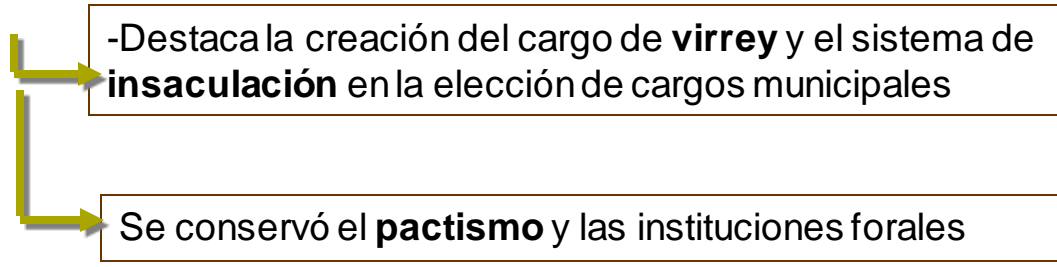 -Destaca la creación del cargo de virrey y el sistema de
insaculación en la elección de cargos municipales
Se conservó el pactismo y las instituciones forales